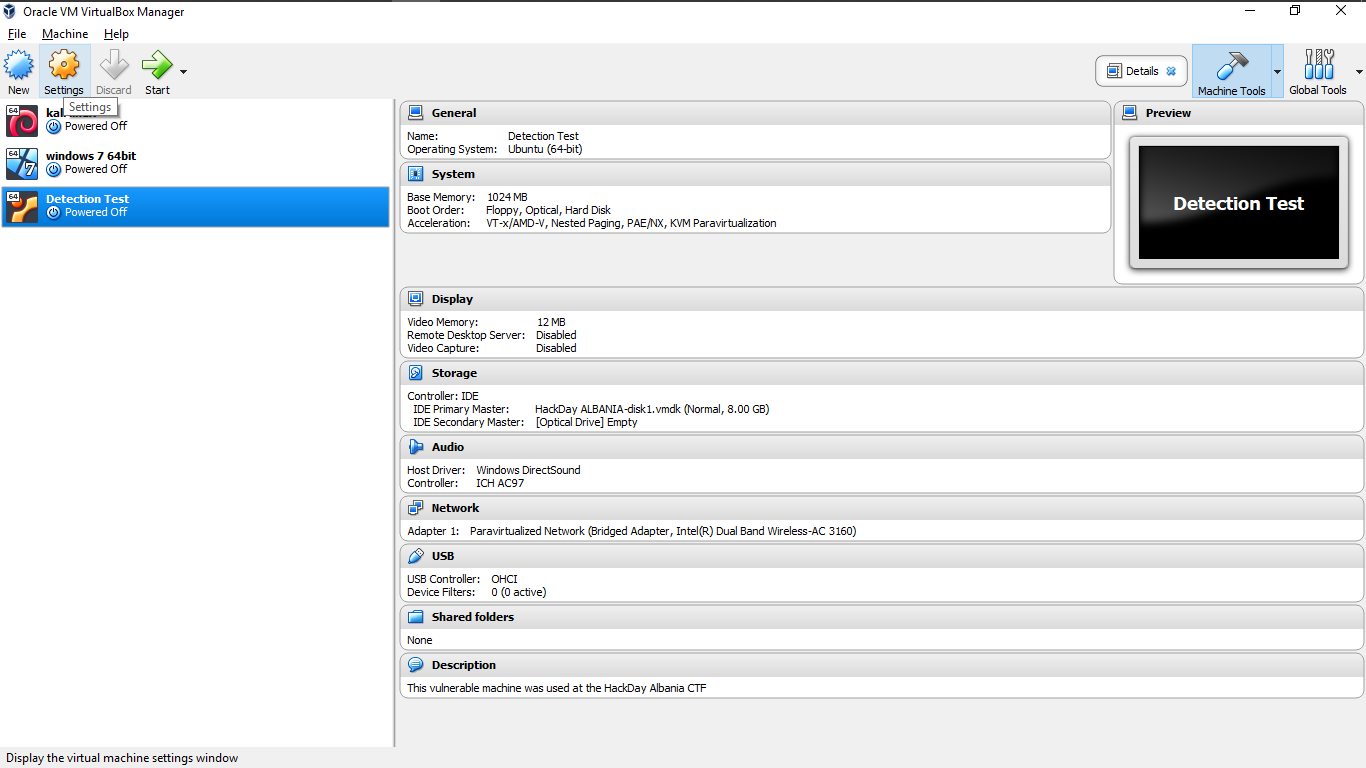 Oracle VM VirtualBox Manager
File Machine Help
New Settings Discard Start
Details Machine Tools Global Tools
Settings
64
Powered Off
64 7 windows 7 64bit
Powered Off
64 Detection Test
Powered Off
General
Name: Detection Test
Operating System: Ubuntu (64-bit)
System
Base Memory: 1024 MB
Boot Order: Floppy, Optical, Hard Disk
Acceleration: VT-x/AMD-V, Nested Paging, PAE/NX, KVM Paravirtualization
Preview
Detection Test
Display
Video Memory: 12 MB
Remote Desktop Server: Disabled
Video Capture: Disabled
Storage
Controller: IDE
IDE Primary Master: HackDay ALBANIA-disk1.vmdk (Normal, 8.00 GB)
IDE Secondary Master: [Optical Drive] Empty
Audio
Host Driver: Windows DirectSound
Controller: ICH AC97
Network
Adapter 1: Paravirtualized Network (Bridged Adapter, Intel(R) Dual Band Wireless-AC 3160)
USB
USB Controller: OHCI
Device Filters: 0 (0 active)
Shared folders
None
Description
This vulnerable machine was used at the HackDay Albania CTF
Display the virtual machine settings window